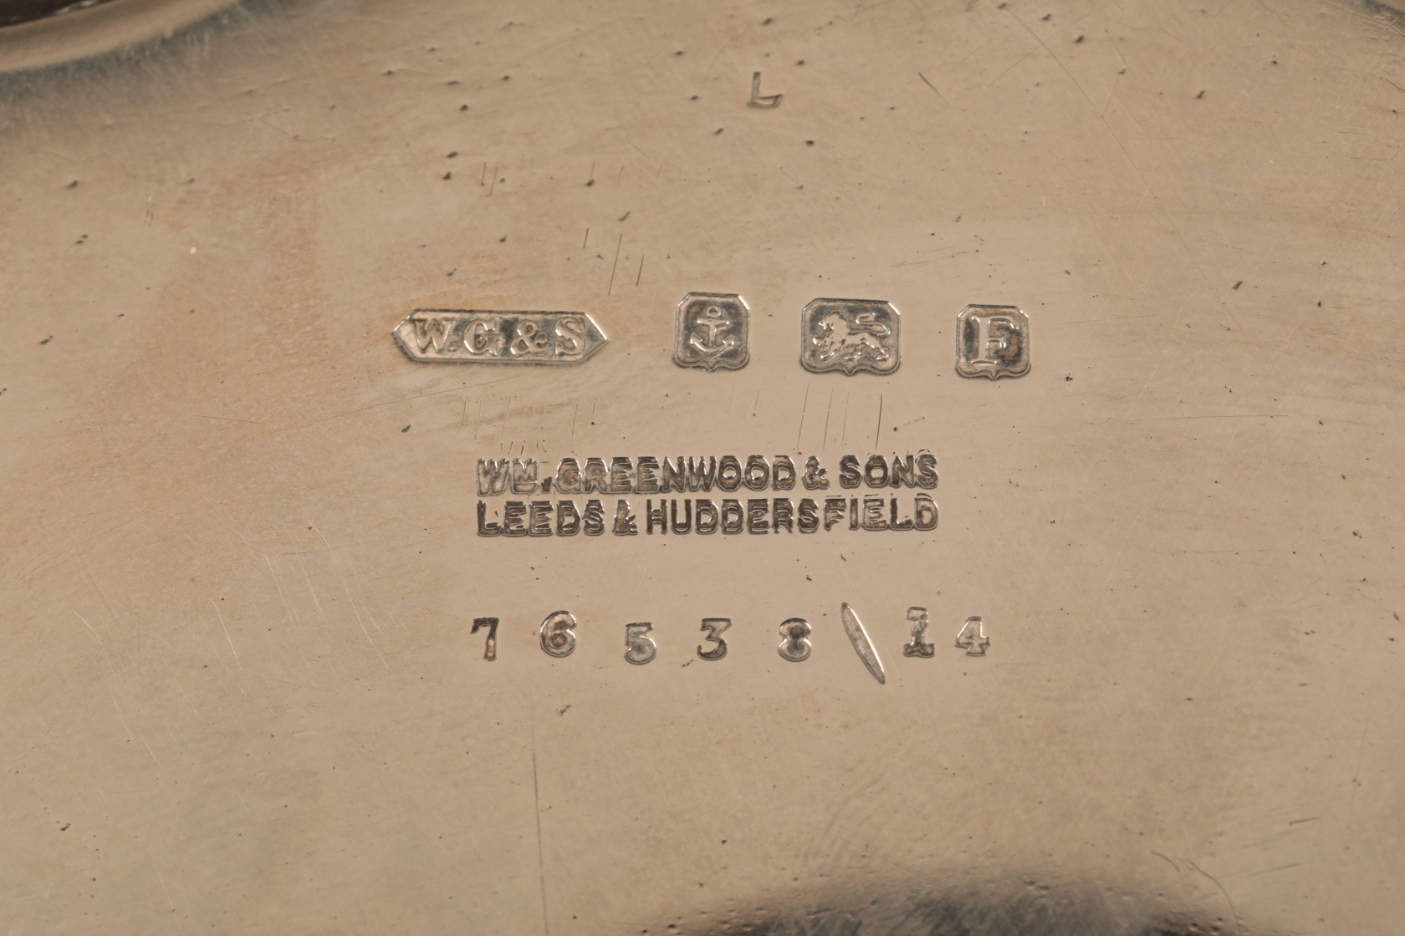 L
W.G&S F
WM. GREENWOOD & SONS
LEEDS & HUDDERSFIELD
76538\14